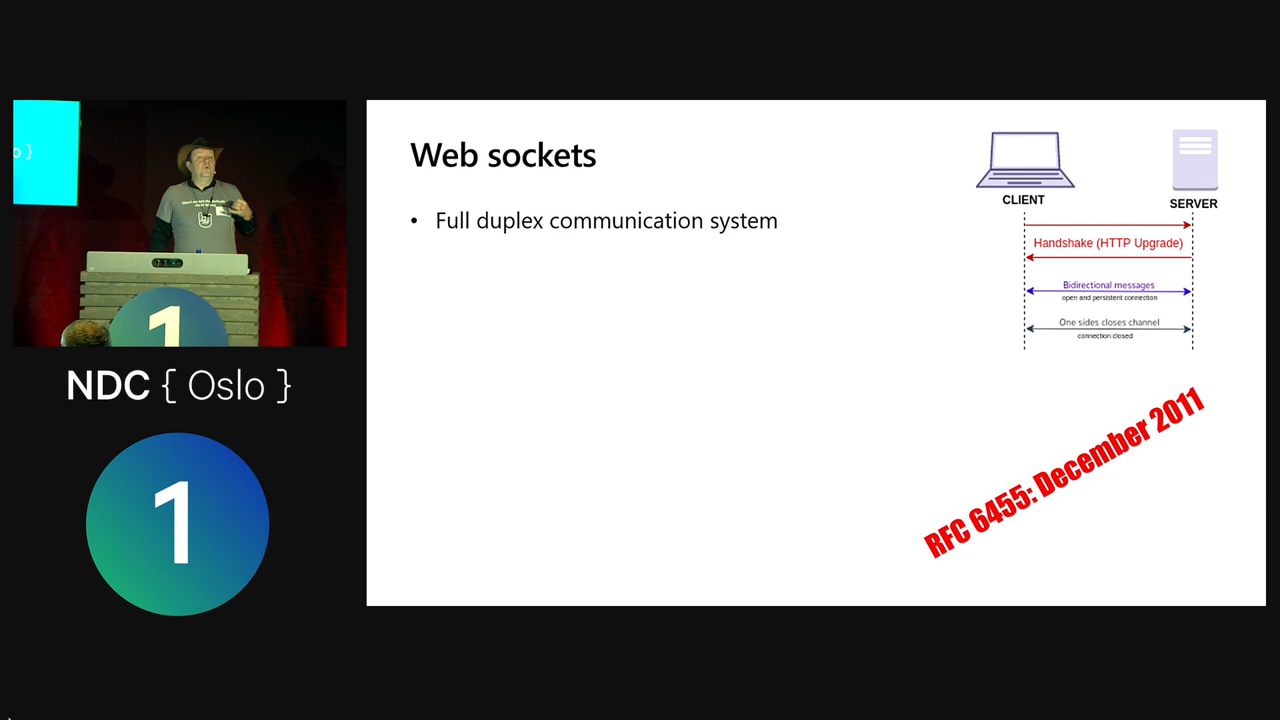 1
NDC { Oslo }
1
Web sockets
• Full duplex communication system
CLIENT
SERVER
Handshake (HTTP Upgrade)
Bidirectional messages
open and persistent connection
One sides closes channel
connection closed
RFC 6455: December 2011